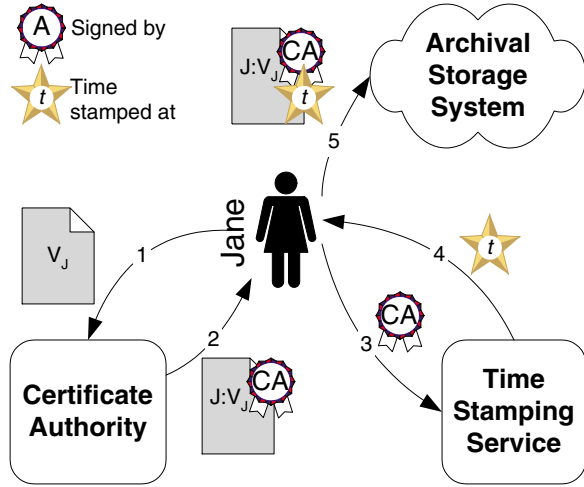 A Signed by
t Time
stamped at
J:V_J CA
t
Archival
Storage
System
5
Jane
V_J
1
4
t
2
3
CA
J:V_J CA
Certificate
Authority
Time
Stamping
Service